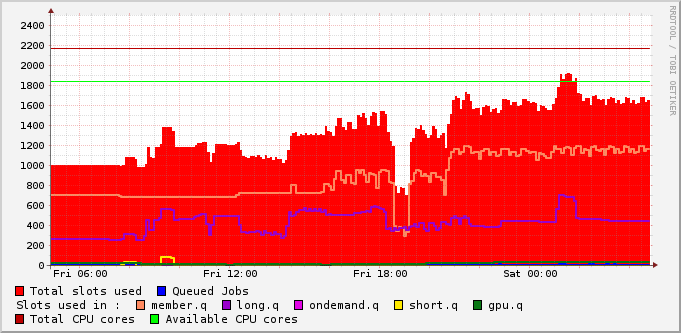 2400
2200
2000
1800
1600
1400
1200
1000
800
600
400
200
0
Fri 06:00 Fri 12:00 Fri 18:00 Sat 00:00
Total slots used Queued Jobs
Slots used in : member.q long.q ondemand.q short.q gpu.q
Total CPU cores Available CPU cores
RRDTOOL / TOBI OETIKER